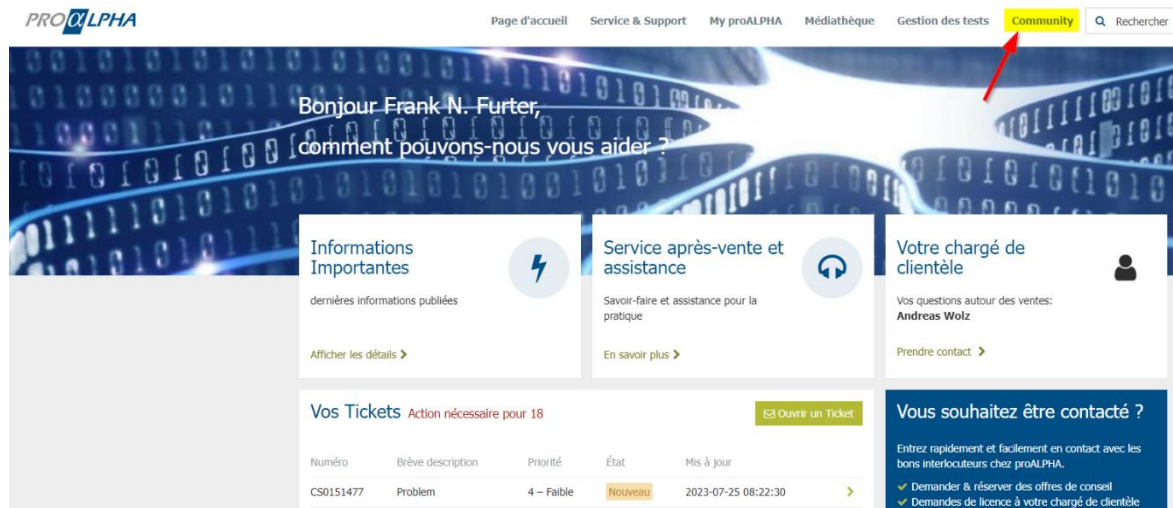 PROALPHA
Page d'accueil Service & Support My proALPHA Médiathèque Gestion des tests Community Rechercher
Bonjour Frank N. Furter,
comment pouvons-nous vous aider ?
Informations
Importantes
dernières informations publiées
Afficher les détails
Service après-vente et
assistance
Savoir-faire et assistance pour la
pratique
En savoir plus
Votre chargé de
clientèle
Vos questions autour des ventes:
Andreas Wolz
Prendre contact
Vos Tickets Action nécessaire pour 18 Ouvrir un Ticket
Numéro Brève description Priorité État Mis à jour
CS0151477 Problem 4 – Faible Nouveau 2023-07-25 08:22:30
Vous souhaitez être contacté ?
Entrez rapidement et facilement en contact avec les
bons interlocuteurs chez proALPHA.
Demander & réserver des offres de conseil
Demandes de licence à votre chargé de clientèle